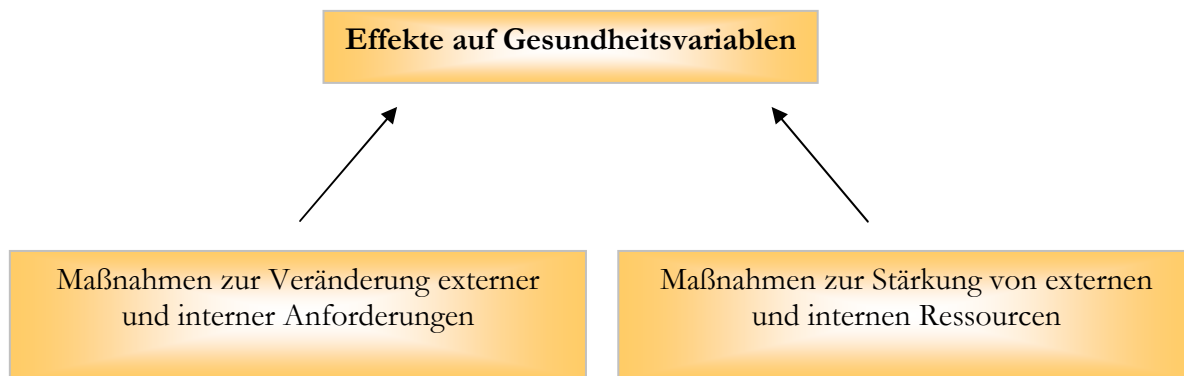 Effekte auf Gesundheitsvariablen
Maßnahmen zur Veränderung externer
und interner Anforderungen
Maßnahmen zur Stärkung von externen
und internen Ressourcen